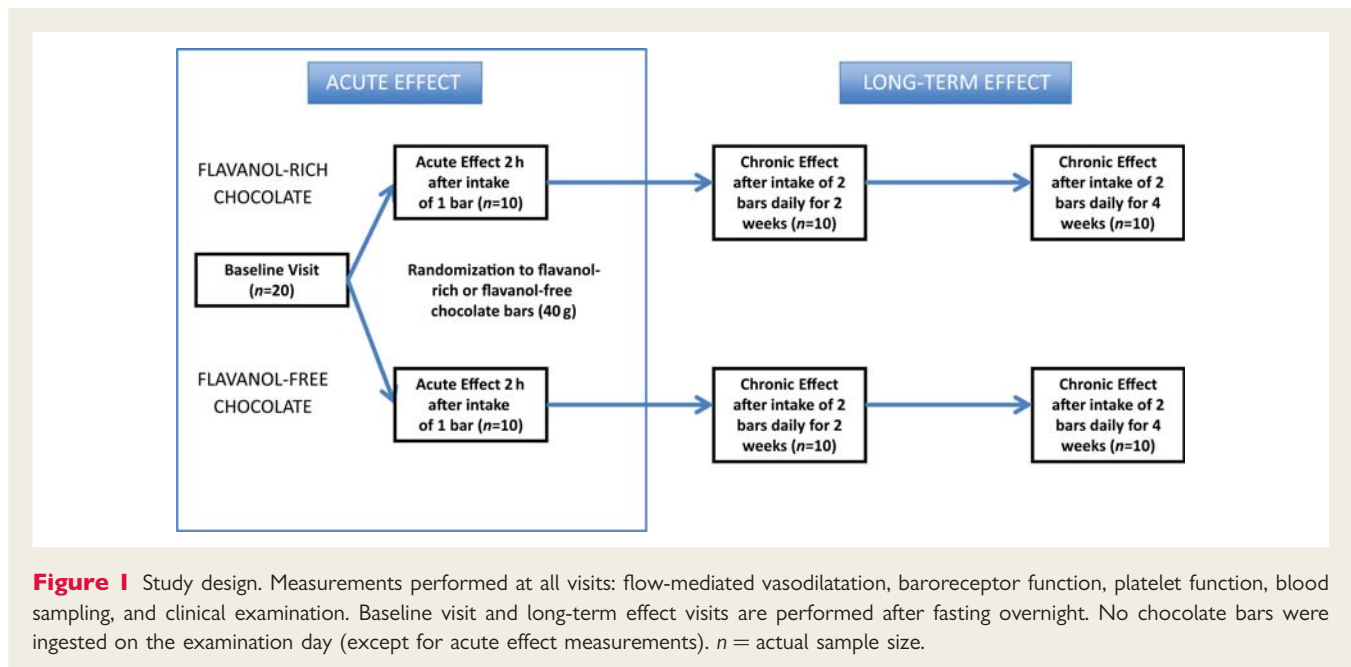 ACUTE EFFECT
LONG-TERM EFFECT
FLAVANOL-RICH
CHOCOLATE
Acute Effect 2 h
after intake
of 1 bar (n=10)
Chronic Effect
after intake of 2
bars daily for 2
weeks (n=10)
Chronic Effect
after intake of 2
bars daily for 4
weeks (n=10)
Baseline Visit
(n=20)
Randomization to flavanol-
rich or flavanol-free
chocolate bars (40 g)
FLAVANOL-FREE
CHOCOLATE
Acute Effect 2 h
after intake
of 1 bar (n=10)
Chronic Effect
after intake of 2
bars daily for 2
weeks (n=10)
Chronic Effect
after intake of 2
bars daily for 4
weeks (n=10)
Figure 1 Study design. Measurements performed at all visits: flow-mediated vasodilatation, baroreceptor function, platelet function, blood
sampling, and clinical examination. Baseline visit and long-term effect visits are performed after fasting overnight. No chocolate bars were
ingested on the examination day (except for acute effect measurements). n = actual sample size.